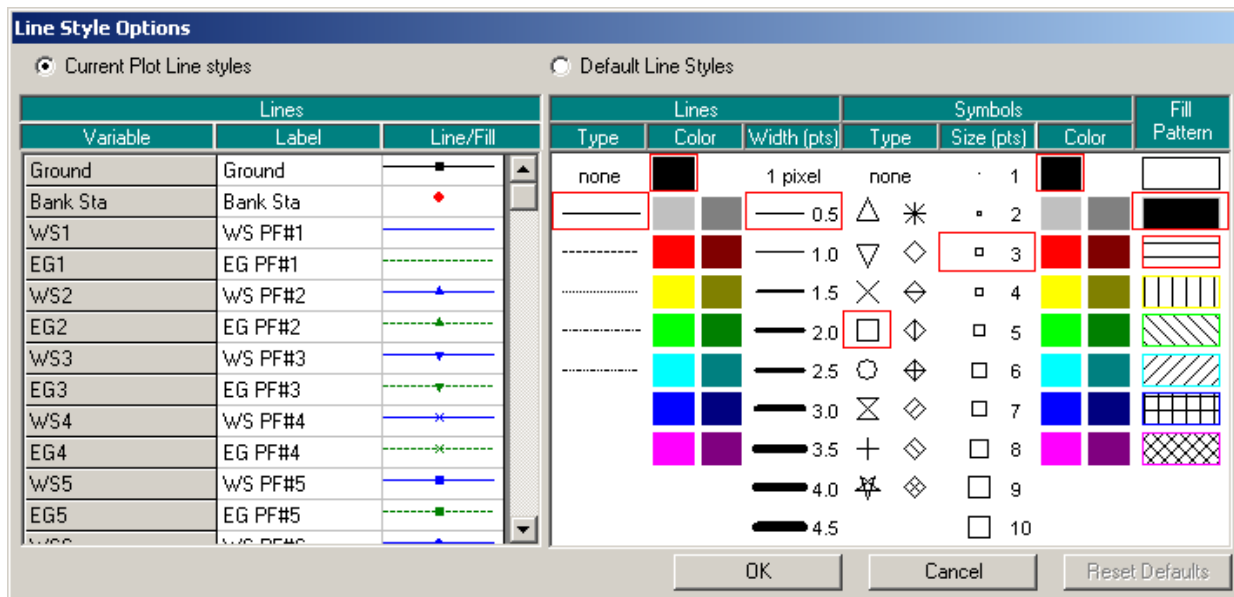 Line Style Options
Current Plot Line styles
Default Line Styles
Lines
Variable Label Line/Fill
Ground Ground
Bank Sta Bank Sta
WS1 WS PF#1
EG1 EG PF#1
WS2 WS PF#2
EG2 EG PF#2
WS3 WS PF#3
EG3 EG PF#3
WS4 WS PF#4
EG4 EG PF#4
WS5 WS PF#5
EG5 EG PF#5
Lines Symbols Fill Pattern
Type Color Width (pts) Type Size (pts) Color
none 1 pixel none 1
0.5 2
1.0 3
1.5 4
2.0 5
2.5 6
3.0 7
3.5 8
4.0 9
4.5 10
OK Cancel Reset Defaults